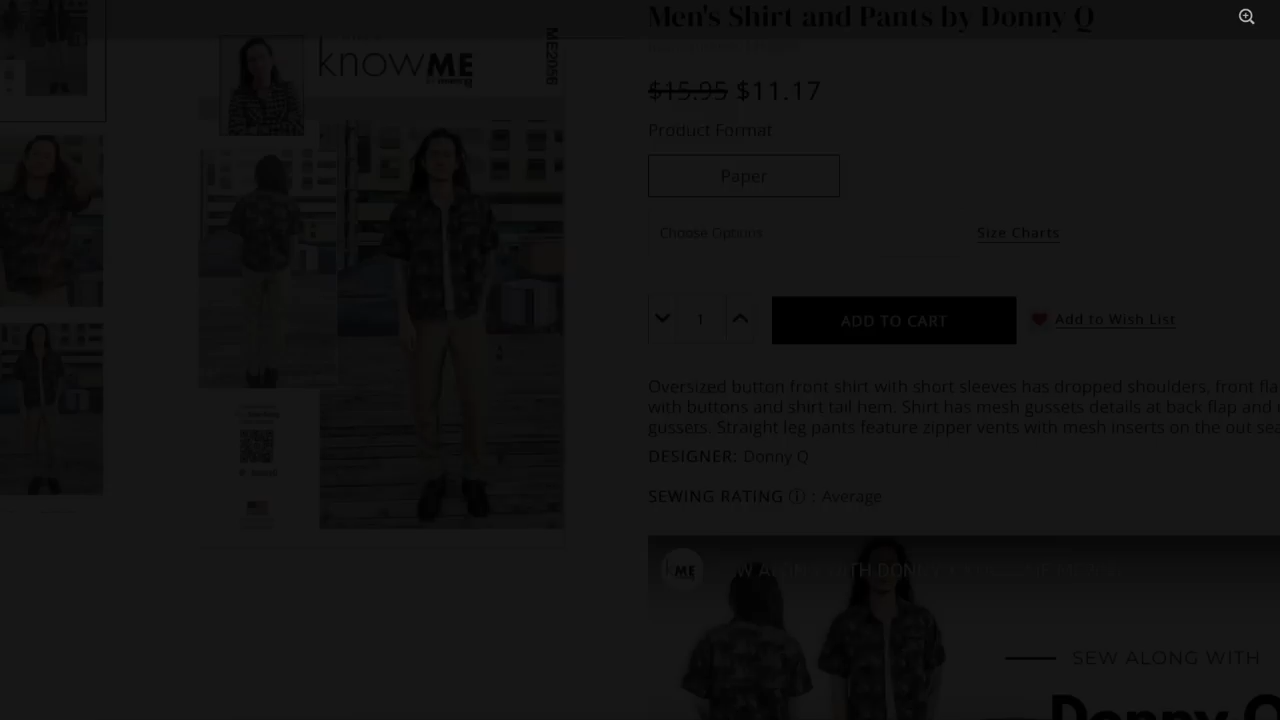 Men's Shirt and Pants by Donny Q
knowME
ME2056
$15.95 $11.17
Product Format
Paper
Choose Options
Size Charts
1
ADD TO CART
Add to Wish List
Oversized button front shirt with short sleeves has dropped shoulders, front fla
with buttons and shirt tail hem. Shirt has mesh gussets details at back flap and
gussets. Straight leg pants feature zipper vents with mesh inserts on the out sea
DESIGNER: Donny Q
SEWING RATING ⓘ : Average
ME
SEW ALONG WITH
Donny Q